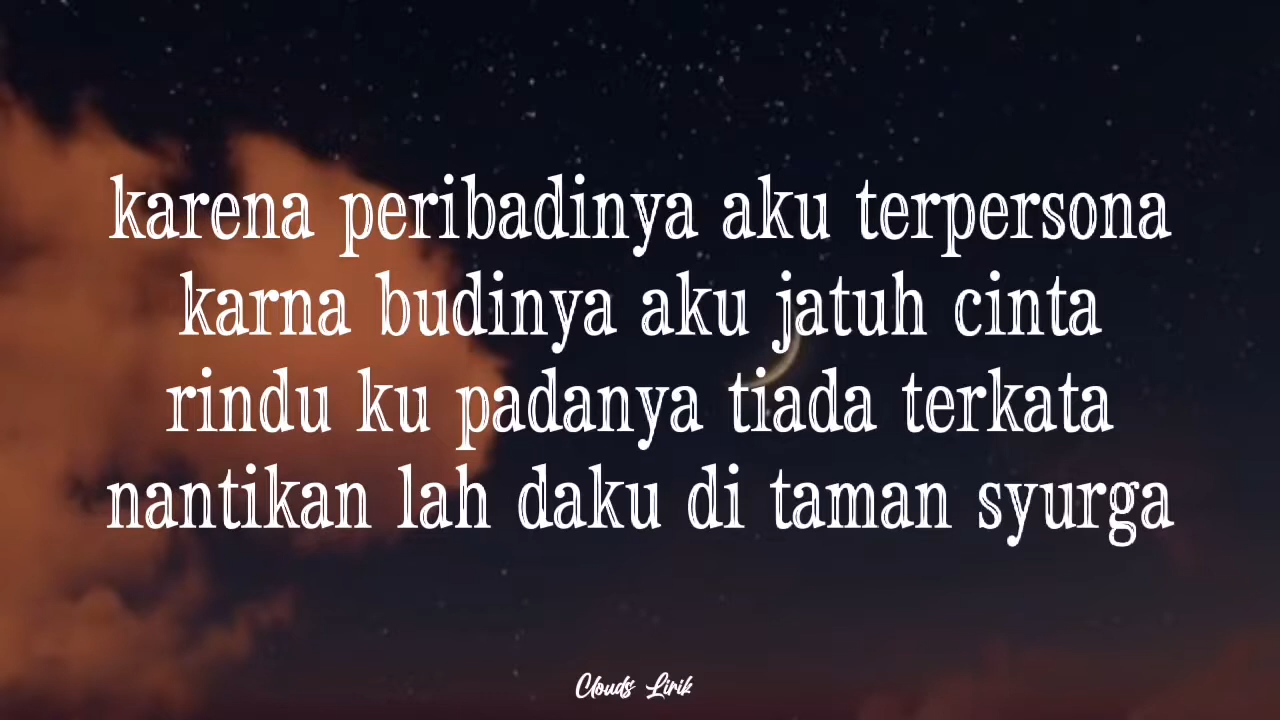 karena peribadinya aku terpersona
karna budinya aku jatuh cinta
rindu ku padanya tiada terkata
nantikan lah daku di taman syurga
Clouds Lirik